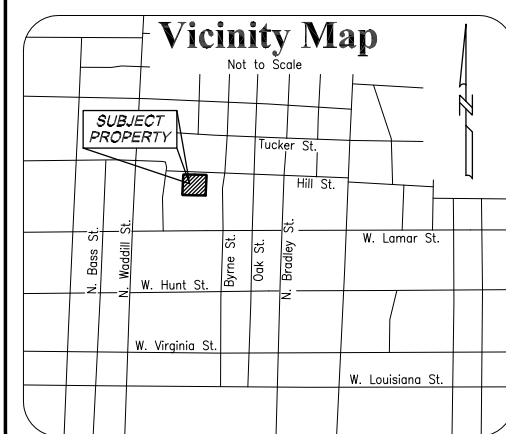 Vicinity Map
Not to Scale
N
SUBJECT
PROPERTY
Tucker St.
Hill St.
N. Bass St.
N. Waddill St.
Byrne St.
Oak St.
N. Bradley St.
W. Lamar St.
W. Hunt St.
W. Virginia St.
W. Louisiana St.